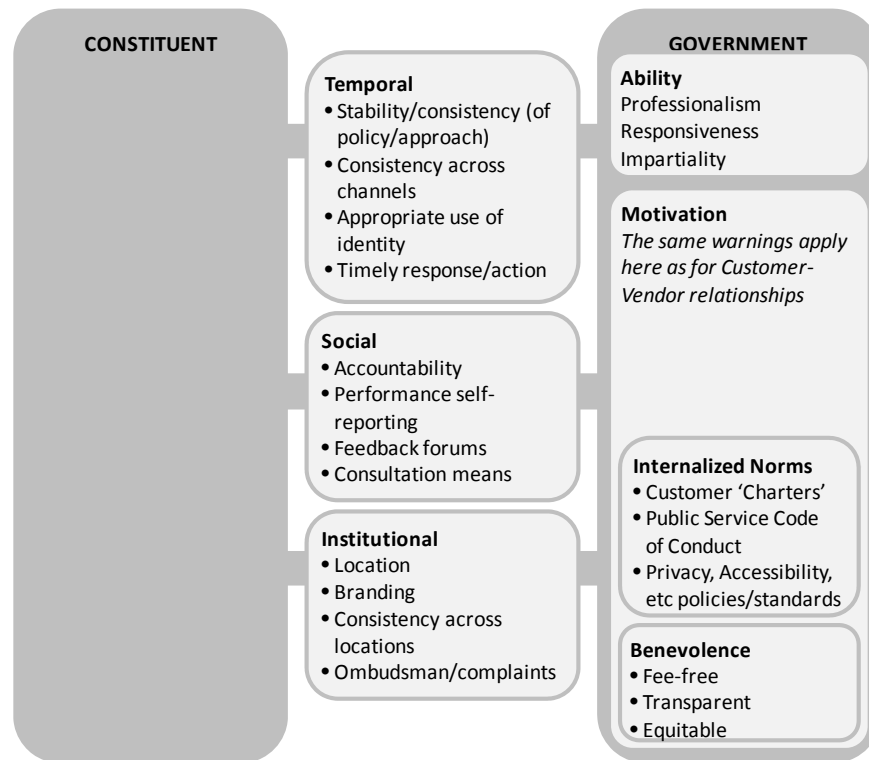 CONSTITUENT
Temporal
• Stability/consistency (of
policy/approach)
• Consistency across
channels
• Appropriate use of
identity
• Timely response/action
Social
• Accountability
• Performance self-
reporting
• Feedback forums
• Consultation means
Institutional
• Location
• Branding
• Consistency across
locations
• Ombudsman/complaints
GOVERNMENT
Ability
Professionalism
Responsiveness
Impartiality
Motivation
The same warnings apply
here as for Customer-
Vendor relationships
Internalized Norms
• Customer ‘Charters’
• Public Service Code
of Conduct
• Privacy, Accessibility,
etc policies/standards
Benevolence
• Fee-free
• Transparent
• Equitable